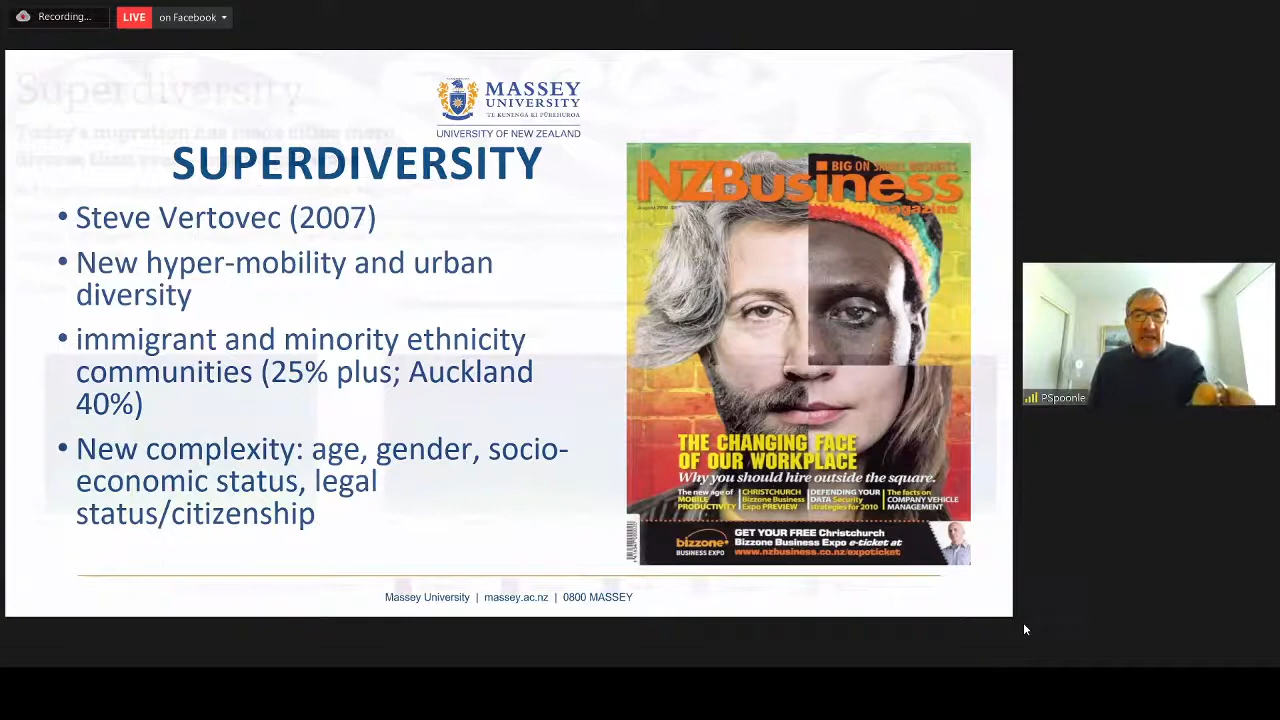 Recording...
LIVE
on Facebook
Superdiversity
MASSEY
UNIVERSITY
TE KUNENGA KI PŪREHUROA
UNIVERSITY OF NEW ZEALAND
SUPERDIVERSITY
• Steve Vertovec (2007)
• New hyper-mobility and urban
diversity
• immigrant and minority ethnicity
communities (25% plus; Auckland
40%)
• New complexity: age, gender, socio-
economic status, legal
status/citizenship
BIG ON SMALL BUSINESS
NZBusiness
magazine
THE CHANGING FACE
OF OUR WORKPLACE
Why you should hire outside the square.
The new age of
MOBILE
PRODUCTIVITY
CHRISTCHURCH
Bizzone Business
Expo PREVIEW
DEFENDING YOUR
DATA Security
strategies for 2010
The facts on
COMPANY VEHICLE
MANAGEMENT
bizzone
BUSINESS EXPO
GET YOUR FREE Christchurch
Bizzone Business Expo e-ticket at
www.nzbusiness.co.nz/expoticket
PSpoonle
Massey University | massey.ac.nz | 0800 MASSEY